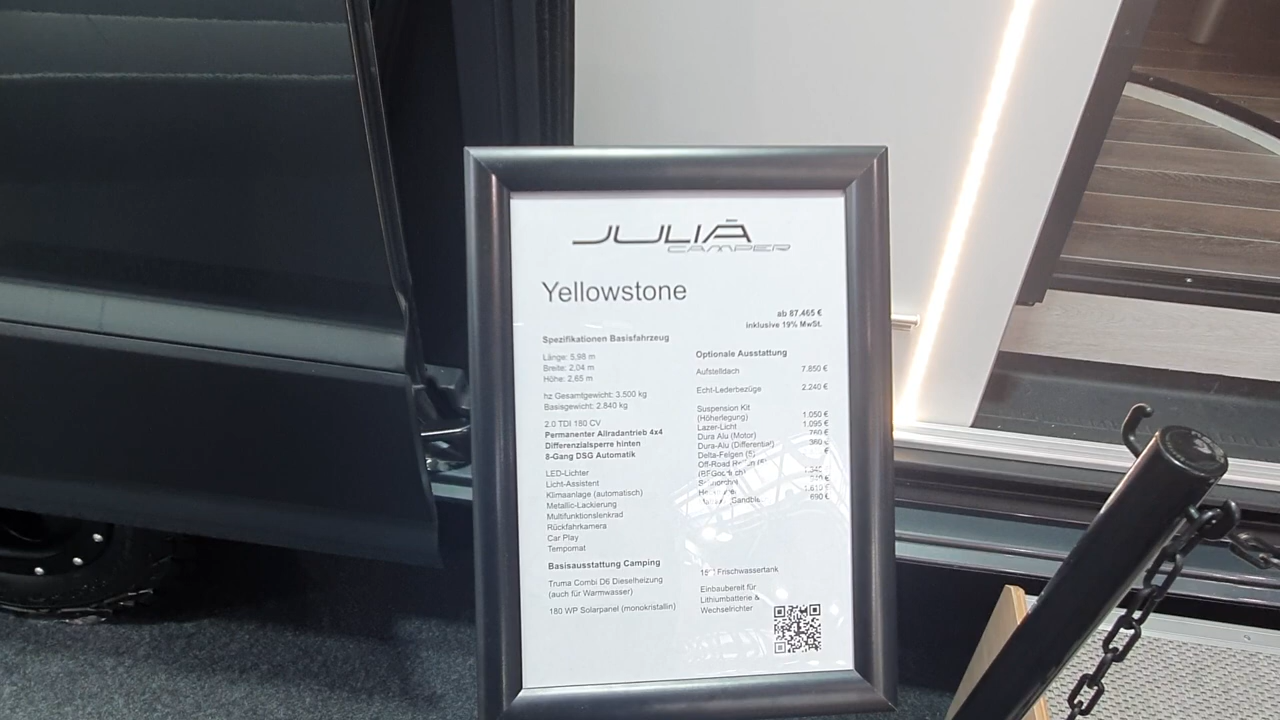 JULIÀ
CAMPER
Yellowstone
ab 87.465 €
inklusive 19% MwSt.
Spezifikationen Basisfahrzeug
Länge: 5,98 m
Breite: 2,04 m
Höhe: 2,65 m
hz Gesamtgewicht: 3.500 kg
Basisgewicht: 2.840 kg
2.0 TDI 180 CV
Permanenter Allradantrieb 4x4
Differenzialsperre hinten
8-Gang DSG Automatik
LED-Lichter
Licht-Assistent
Klimaanlage (automatisch)
Metallic-Lackierung
Multifunktionslenkrad
Rückfahrkamera
Car Play
Tempomat
Basisausstattung Camping
Truma Combi D6 Dieselheizung
(auch für Warmwasser)
180 WP Solarpanel (monokristallin)
Optionale Ausstattung
Aufstelldach 7.850 €
Echt-Lederbezüge 2.240 €
Suspension Kit
(Höherlegung) 1.050 €
Lazer-Licht 1.095 €
Dura Alu (Motor) 760 €
Dura-Alu (Differential) 360 €
Delta-Felgen (5) €
Off-Road
1.610 €
690 €
Frischwassertank
Einbaubereit für
Lithiumbatterie &
Wechselrichter